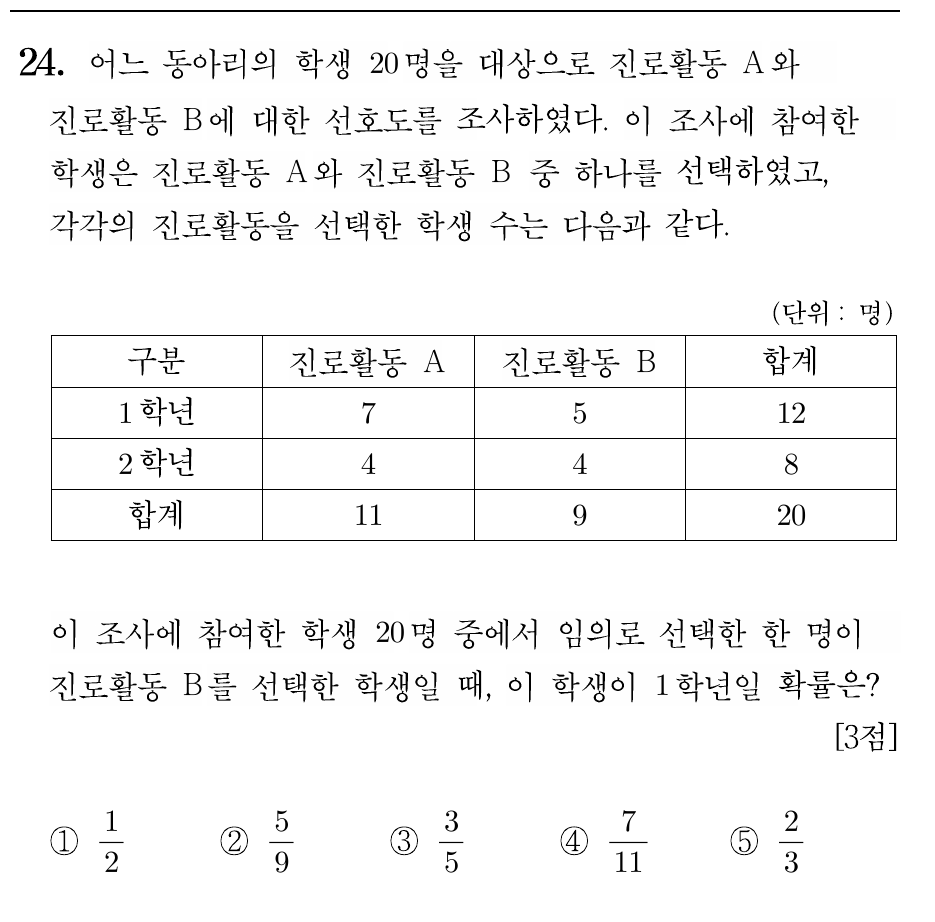 24. 어느 동아리의 학생 20명을 대상으로 진로활동 A와
진로활동 B에 대한 선호도를 조사하였다. 이 조사에 참여한
학생은 진로활동 A와 진로활동 B 중 하나를 선택하였고,
각각의 진로활동을 선택한 학생 수는 다음과 같다.
(단위 : 명)
구분 진로활동 A 진로활동 B 합계
1학년 7 5 12
2학년 4 4 8
합계 11 9 20
이 조사에 참여한 학생 20명 중에서 임의로 선택한 한 명이
진로활동 B를 선택한 학생일 때, 이 학생이 1학년일 확률은?
[3점]
① 1/2 ② 5/9 ③ 3/5 ④ 7/11 ⑤ 2/3